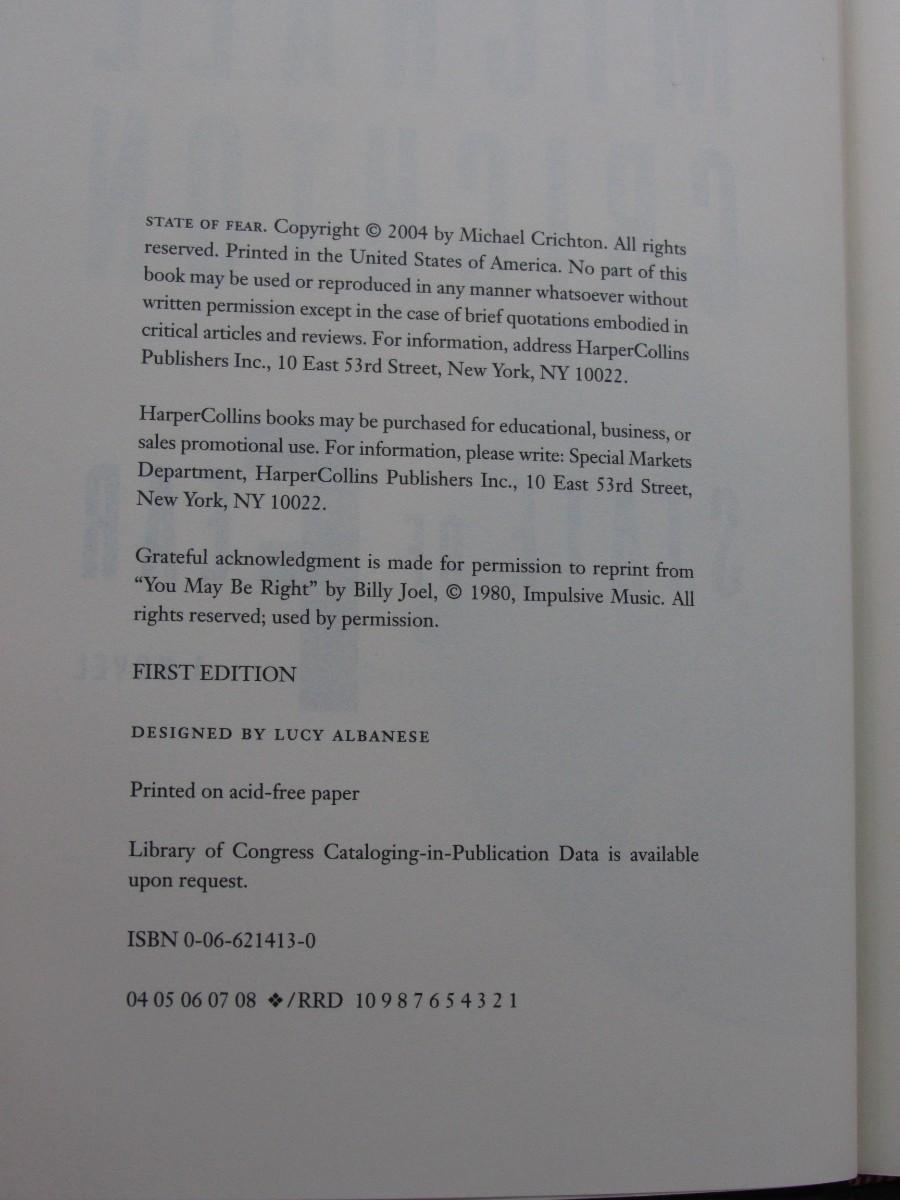 STATE OF FEAR. Copyright © 2004 by Michael Crichton. All rights
reserved. Printed in the United States of America. No part of this
book may be used or reproduced in any manner whatsoever without
written permission except in the case of brief quotations embodied in
critical articles and reviews. For information, address HarperCollins
Publishers Inc., 10 East 53rd Street, New York, NY 10022.
HarperCollins books may be purchased for educational, business, or
sales promotional use. For information, please write: Special Markets
Department, HarperCollins Publishers Inc., 10 East 53rd Street,
New York, NY 10022.
Grateful acknowledgment is made for permission to reprint from
“You May Be Right” by Billy Joel, © 1980, Impulsive Music. All
rights reserved; used by permission.
FIRST EDITION
DESIGNED BY LUCY ALBANESE
Printed on acid-free paper
Library of Congress Cataloging-in-Publication Data is available
upon request.
ISBN 0-06-621413-0
04 05 06 07 08 ❖/RRD 10 9 8 7 6 5 4 3 2 1